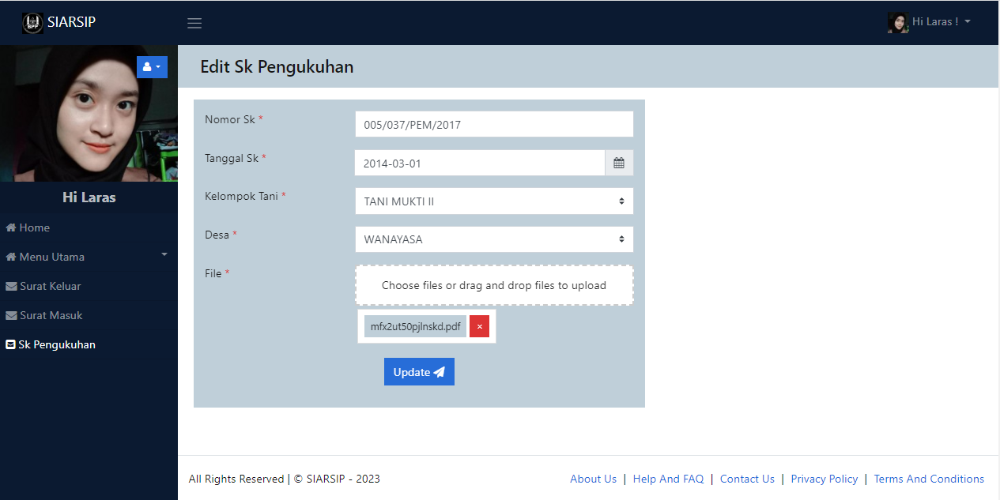 SIARSIP
Hi Laras !
Edit Sk Pengukuhan
Hi Laras
Home
Menu Utama
Surat Keluar
Surat Masuk
Sk Pengukuhan
Nomor Sk *
005/037/PEM/2017
Tanggal Sk *
2014-03-01
Kelompok Tani *
TANI MUKTI II
Desa *
WANAYASA
File *
Choose files or drag and drop files to upload
mfx2ut50pjlnskd.pdf ×
Update
All Rights Reserved | © SIARSIP - 2023
About Us | Help And FAQ | Contact Us | Privacy Policy | Terms And Conditions